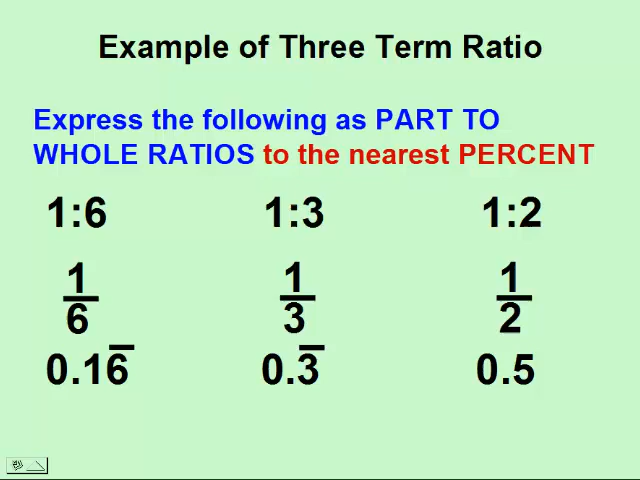 Example of Three Term Ratio
Express the following as PART TO
WHOLE RATIOS to the nearest PERCENT
1:6 1:3 1:2
1/6 1/3 1/2
0.16̅ 0.3̅ 0.5